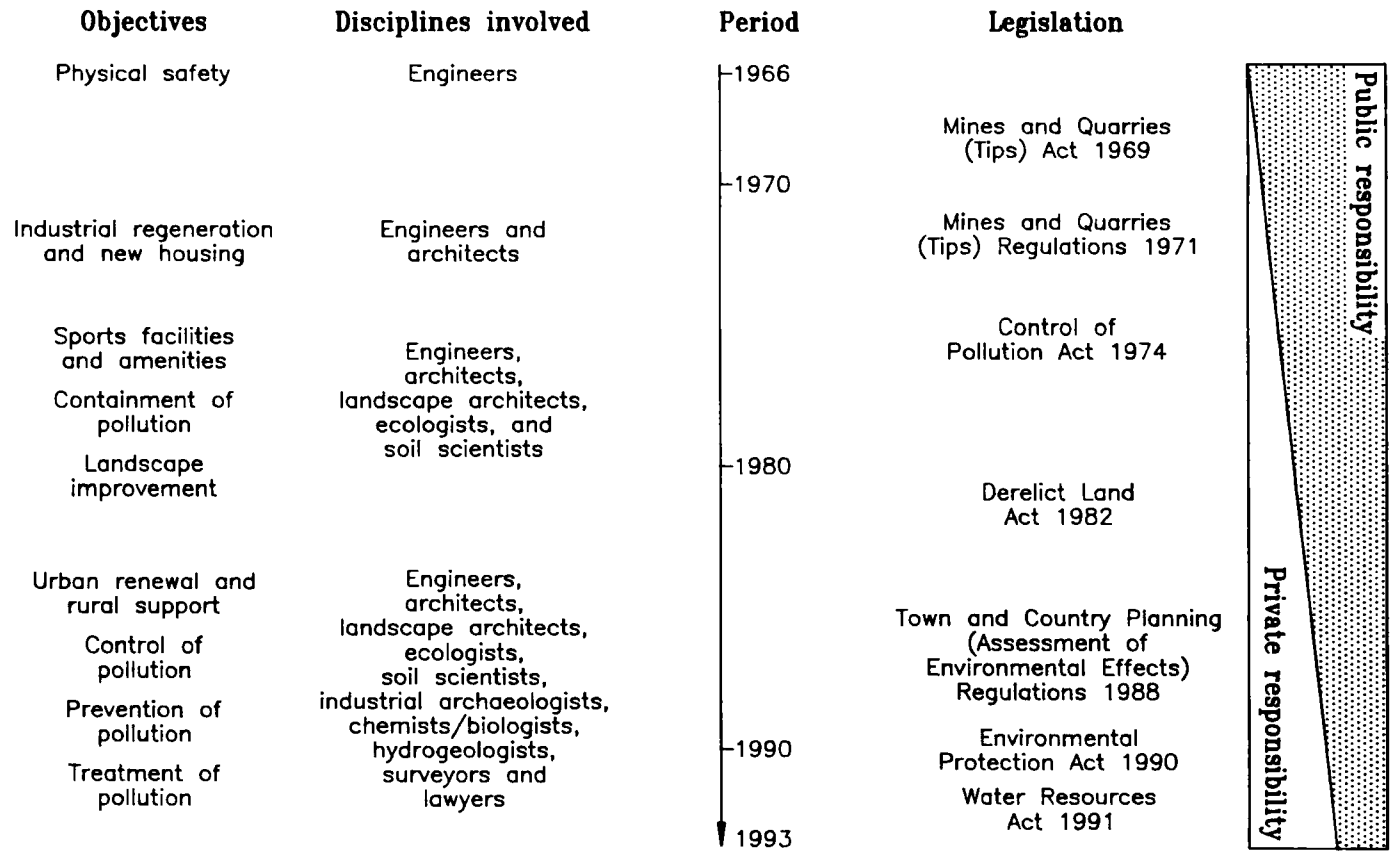 Objectives
Disciplines involved
Period
Legislation
Physical safety
Engineers
1966
Mines and Quarries
(Tips) Act 1969
1970
Industrial regeneration
and new housing
Engineers and
architects
Mines and Quarries
(Tips) Regulations 1971
Sports facilities
and amenities
Containment of
pollution
Landscape
improvement
Engineers,
architects,
landscape architects,
ecologists, and
soil scientists
Control of
Pollution Act 1974
1980
Derelict Land
Act 1982
Urban renewal and
rural support
Control of
pollution
Prevention of
pollution
Treatment of
pollution
Engineers,
architects,
landscape architects,
ecologists,
soil scientists,
industrial archaeologists,
chemists/biologists,
hydrogeologists,
surveyors and
lawyers
Town and Country Planning
(Assessment of
Environmental Effects)
Regulations 1988
1990
Environmental
Protection Act 1990
Water Resources
Act 1991
1993
Public responsibility
Private responsibility